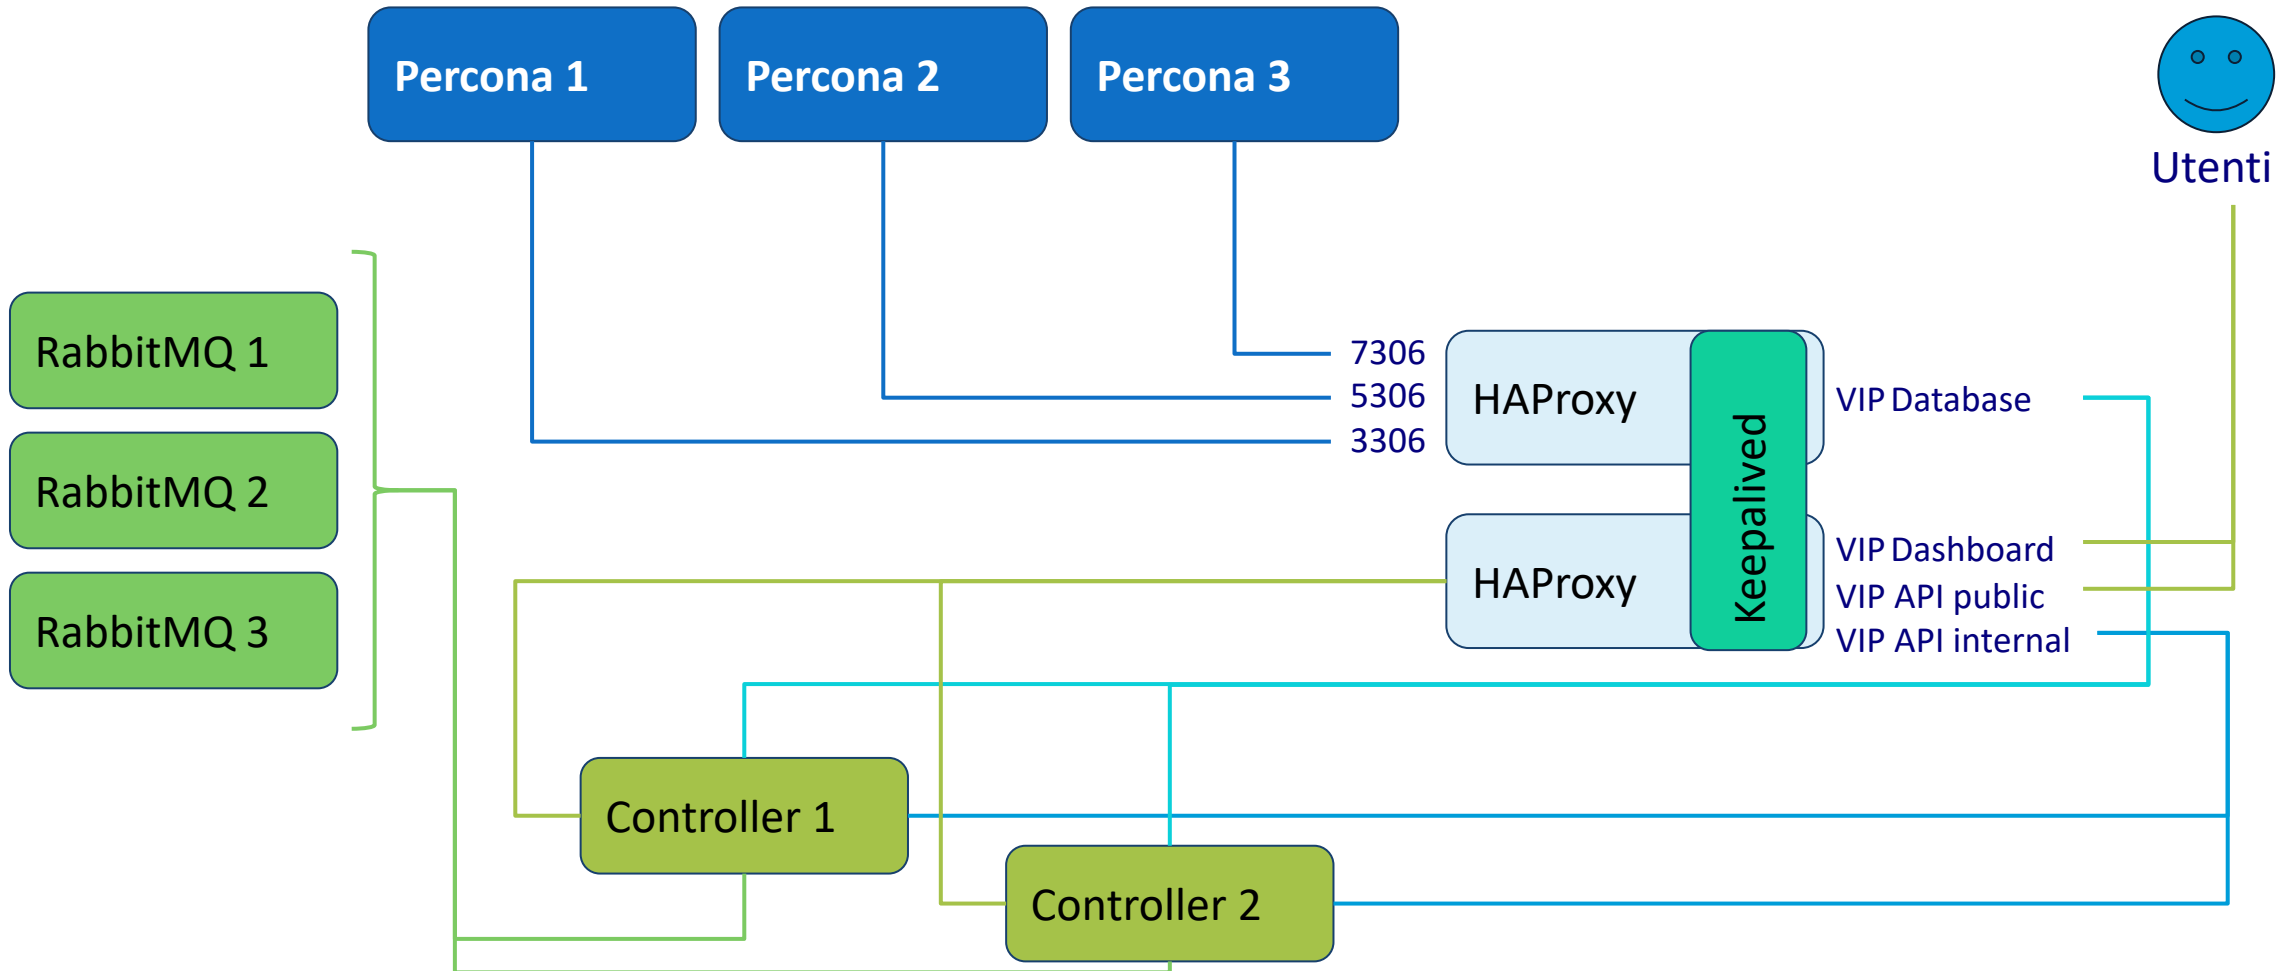 Percona 1
Percona 2
Percona 3
Utenti
RabbitMQ 1
RabbitMQ 2
RabbitMQ 3
7306
5306
3306
HAProxy
HAProxy
Keepalived
VIP Database
VIP Dashboard
VIP API public
VIP API internal
Controller 1
Controller 2